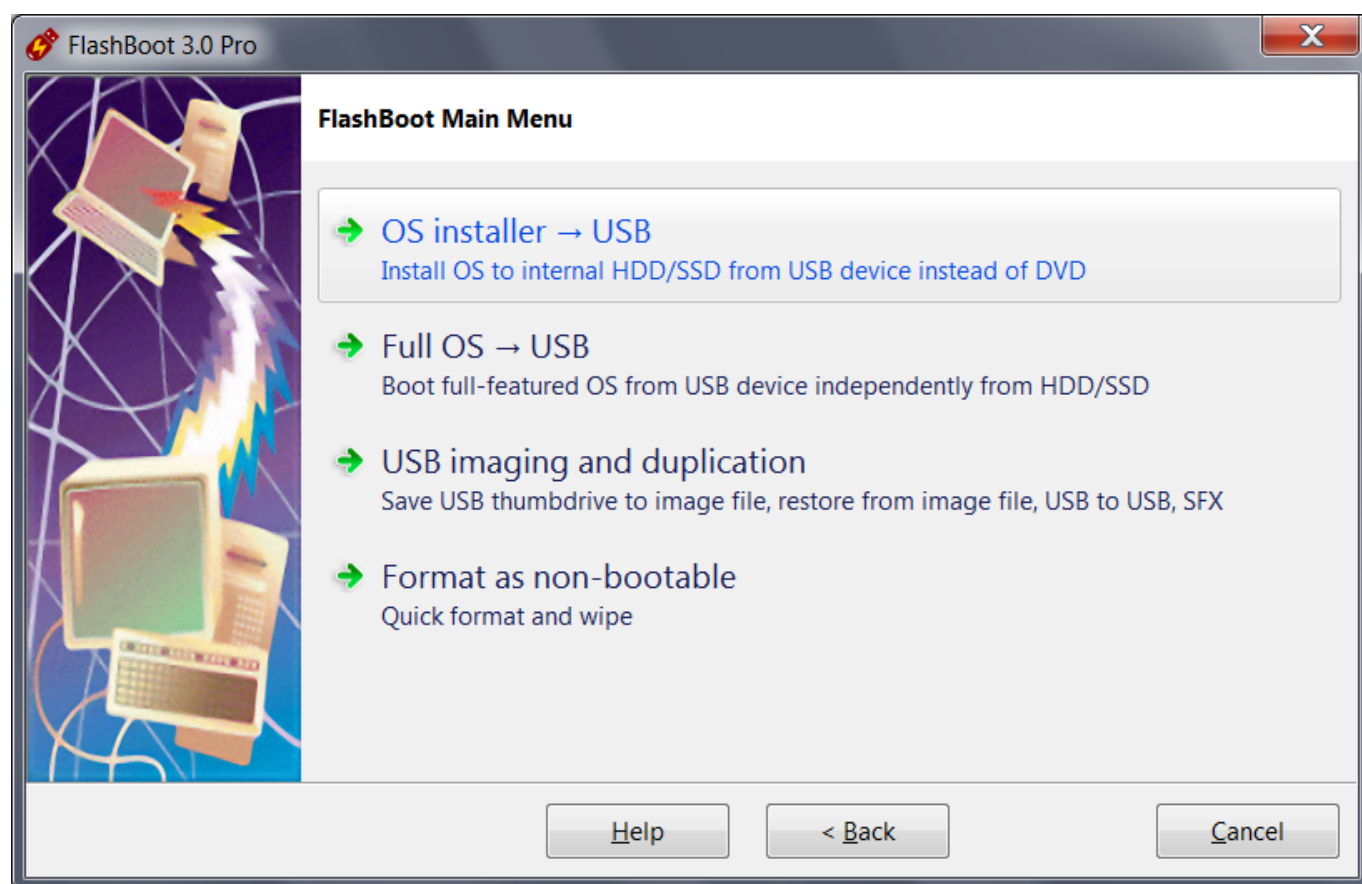 FlashBoot 3.0 Pro
FlashBoot Main Menu
OS installer → USB
Install OS to internal HDD/SSD from USB device instead of DVD
Full OS → USB
Boot full-featured OS from USB device independently from HDD/SSD
USB imaging and duplication
Save USB thumbdrive to image file, restore from image file, USB to USB, SFX
Format as non-bootable
Quick format and wipe
Help
< Back
Cancel